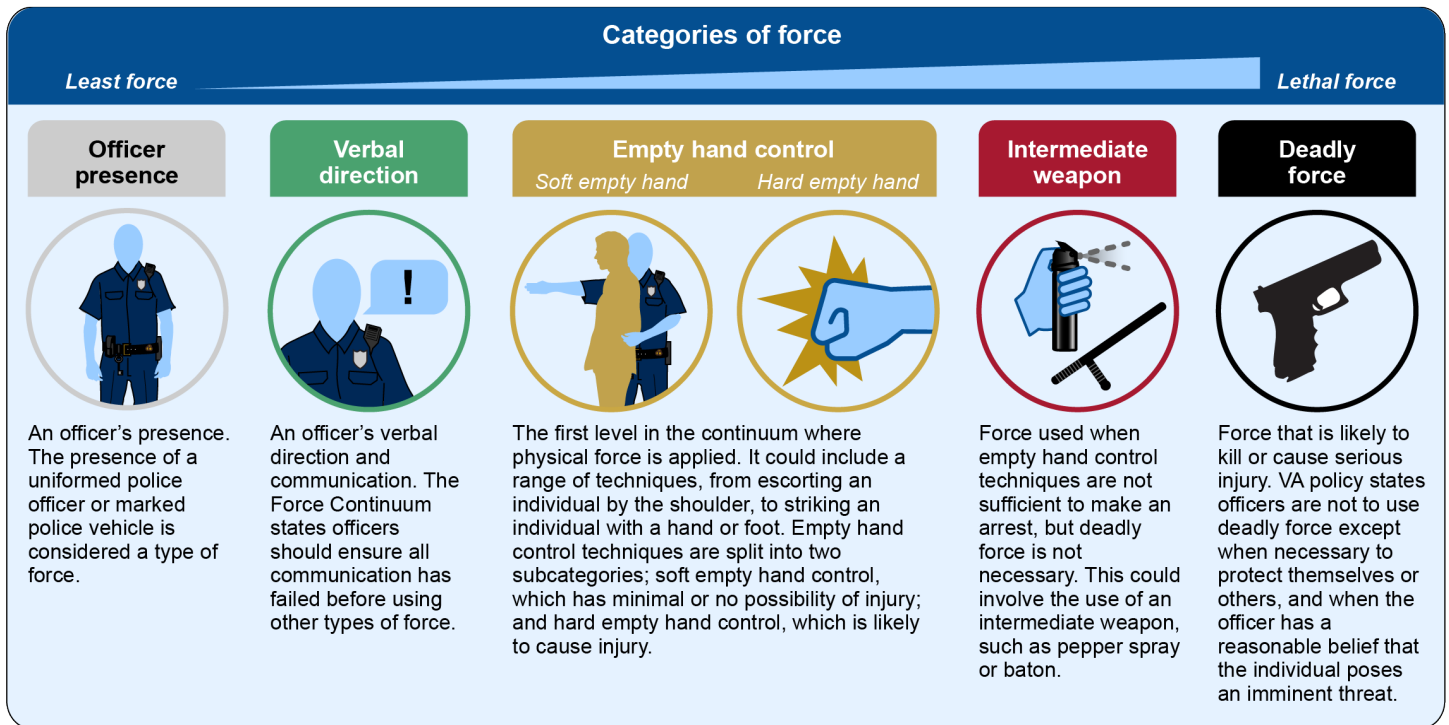 Categories of force
Least force
Lethal force
Officer
presence
An officer’s presence.
The presence of a
uniformed police
officer or marked
police vehicle is
considered a type of
force.
Verbal
direction
!
An officer’s verbal
direction and
communication. The
Force Continuum
states officers
should ensure all
communication has
failed before using
other types of force.
Empty hand control
Soft empty hand
Hard empty hand
The first level in the continuum where
physical force is applied. It could include a
range of techniques, from escorting an
individual by the shoulder, to striking an
individual with a hand or foot. Empty hand
control techniques are split into two
subcategories; soft empty hand control,
which has minimal or no possibility of injury;
and hard empty hand control, which is likely
to cause injury.
Intermediate
weapon
Force used when
empty hand control
techniques are not
sufficient to make an
arrest, but deadly
force is not
necessary. This could
involve the use of an
intermediate weapon,
such as pepper spray
or baton.
Deadly
force
Force that is likely to
kill or cause serious
injury. VA policy states
officers are not to use
deadly force except
when necessary to
protect themselves or
others, and when the
officer has a
reasonable belief that
the individual poses
an imminent threat.